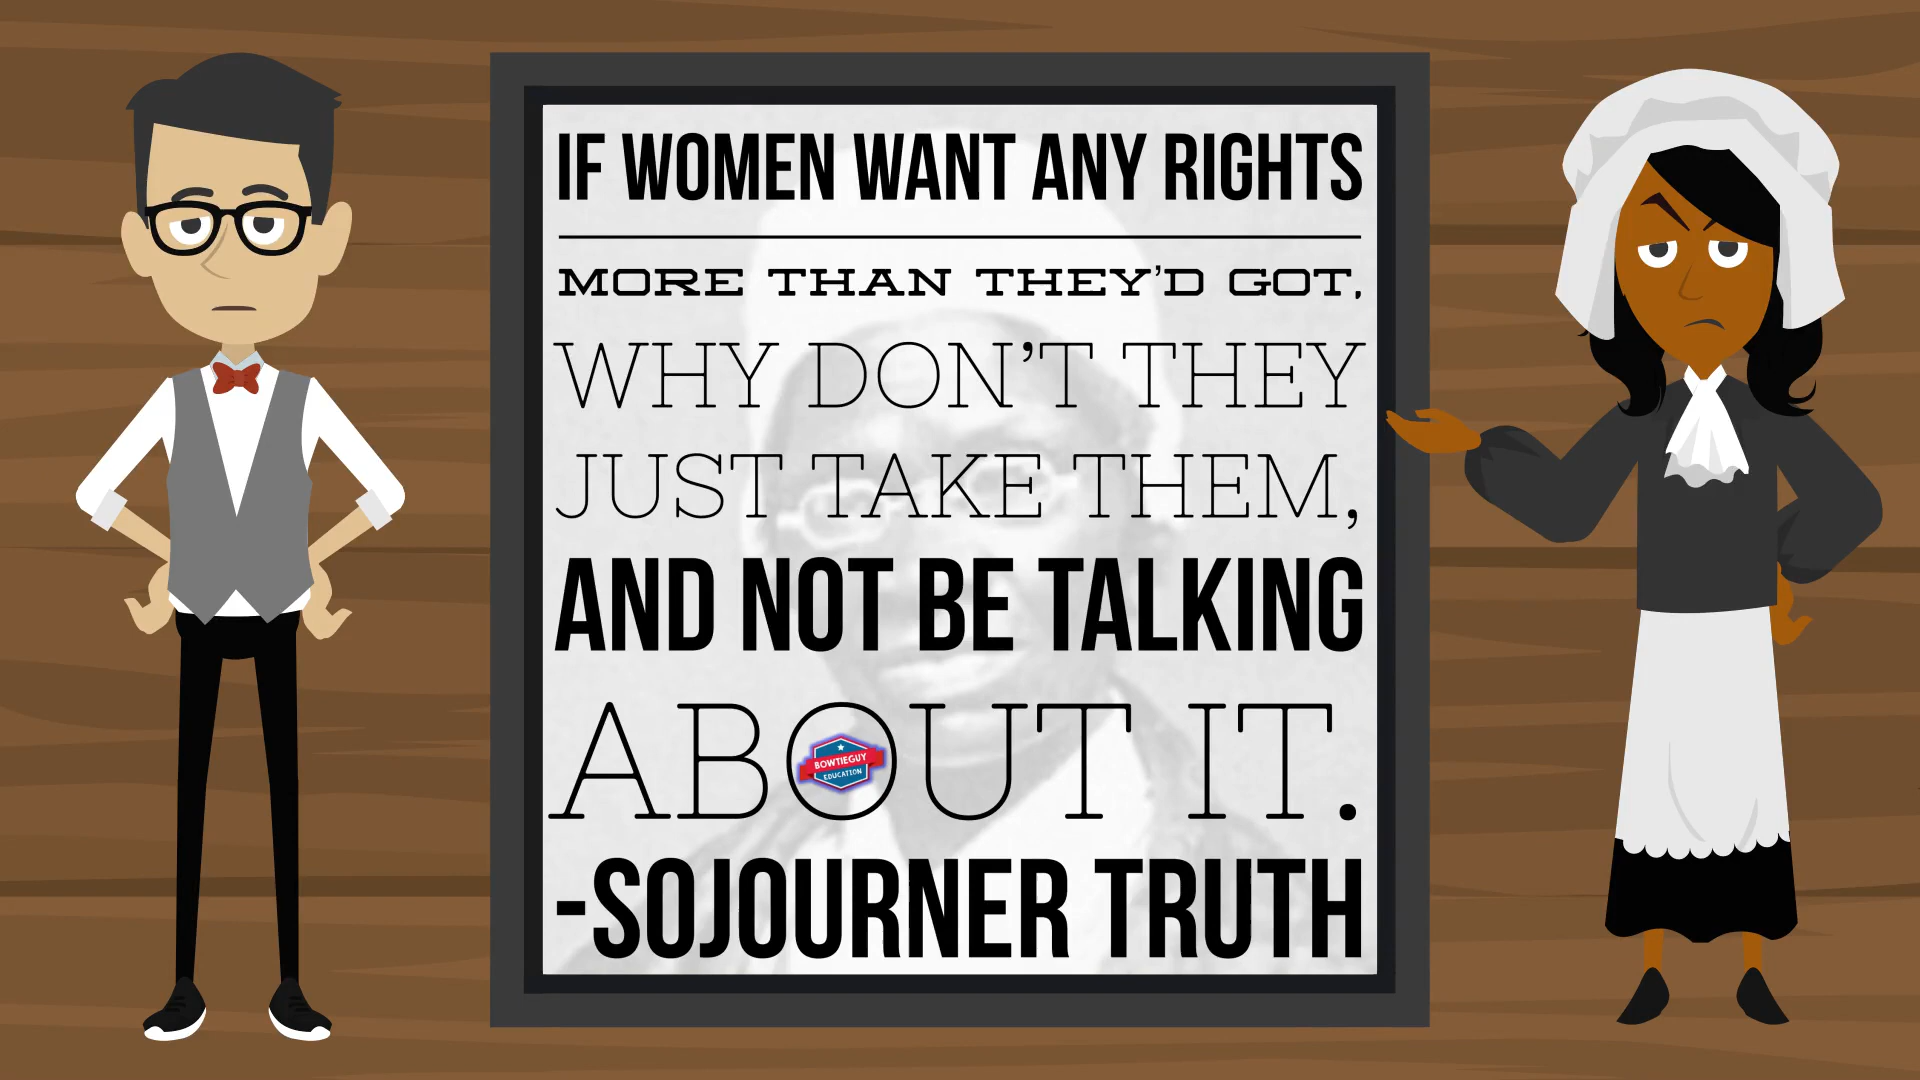 IF WOMEN WANT ANY RIGHTS
MORE THAN THEY'D GOT,
WHY DON'T THEY
JUST TAKE THEM,
AND NOT BE TALKING
ABOUT IT.
BOWTIEGUY
EDUCATION
-SOJOURNER TRUTH